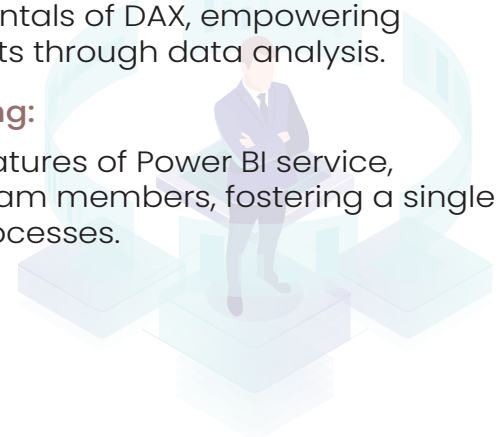 ntals of DAX, empowering
ts through data analysis.
ng:
atures of Power BI service,
am members, fostering a single
ocesses.